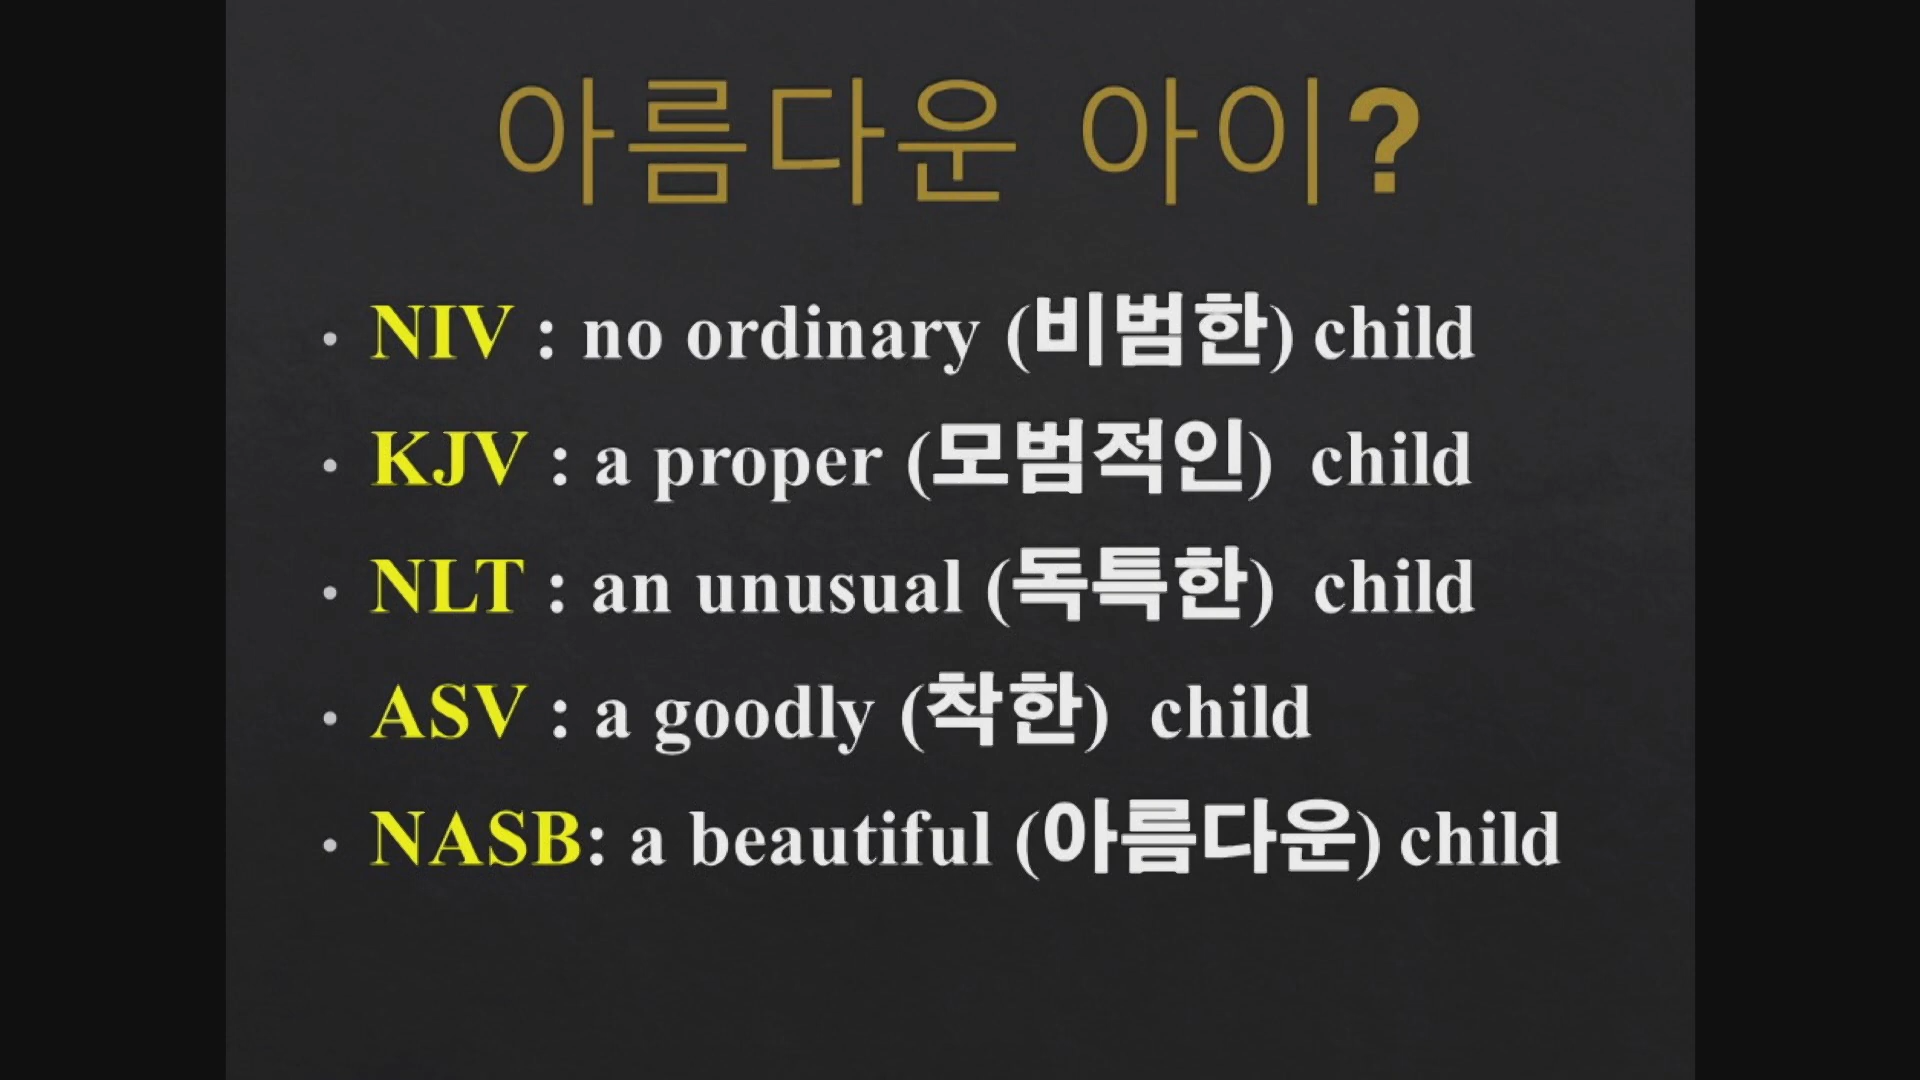 아름다운 아이?
• NIV : no ordinary (비범한) child
• KJV : a proper (모범적인) child
• NLT : an unusual (독특한) child
• ASV : a goodly (착한) child
• NASB: a beautiful (아름다운) child